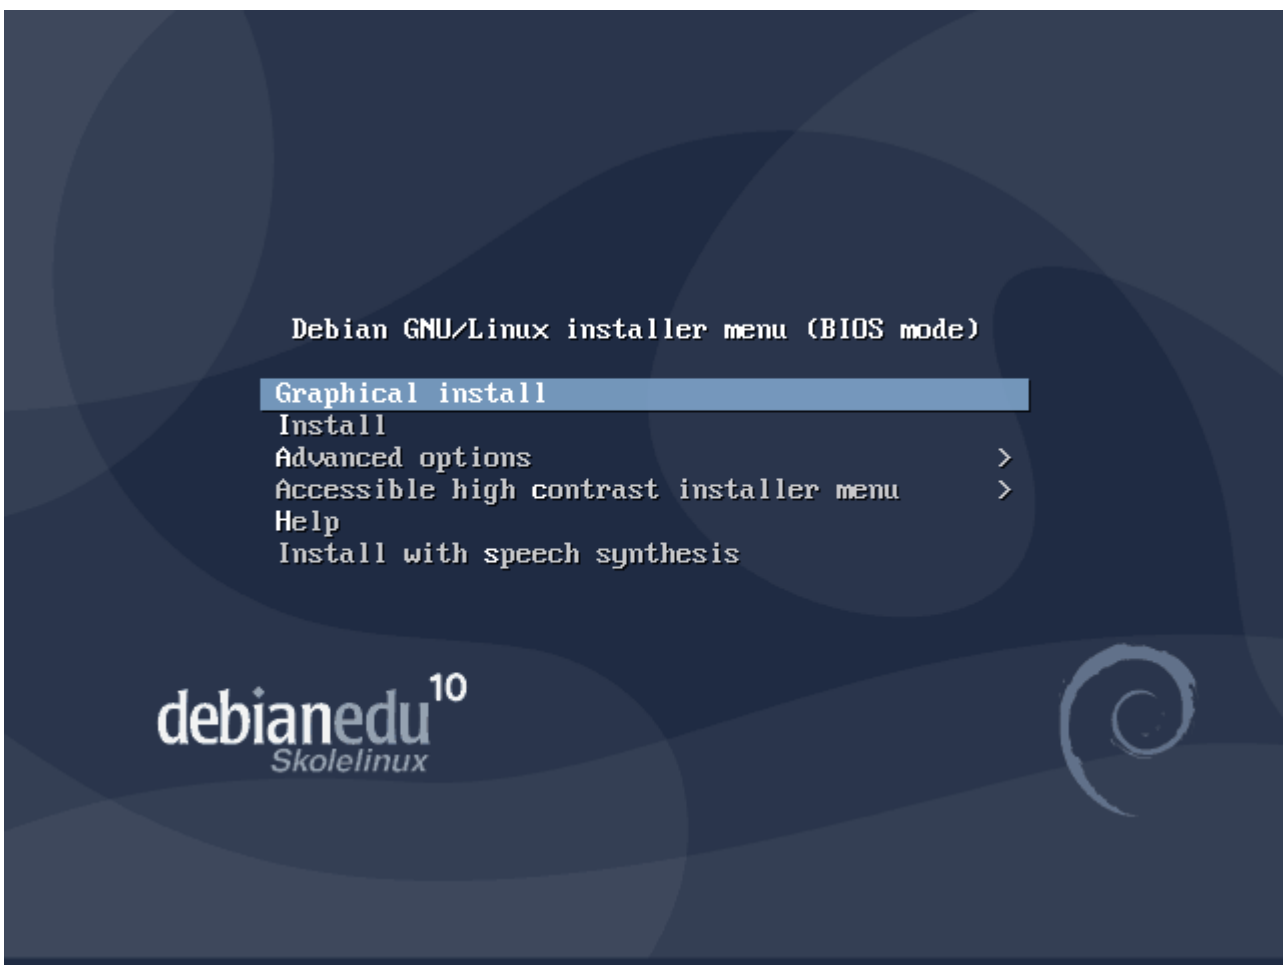 Debian GNU/Linux installer menu (BIOS mode)
Graphical install
Install
Advanced options >
Accessible high contrast installer menu >
Help
Install with speech synthesis
debianedu 10
Skolelinux